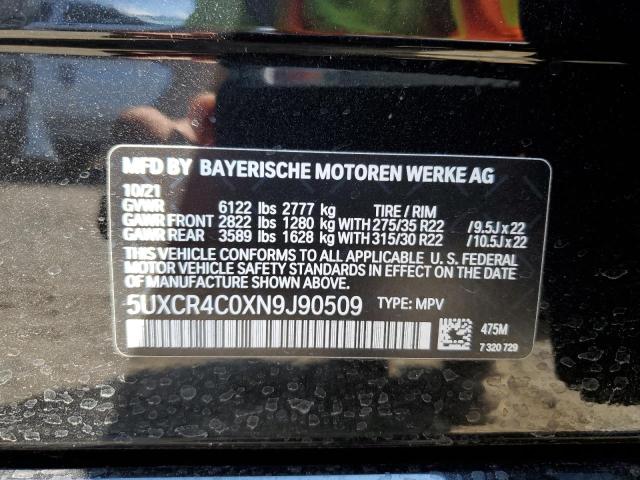 MFD BY BAYERISCHE MOTOREN WERKE AG
10/21
GVWR 6122 lbs 2777 kg TIRE / RIM
GAWR FRONT 2822 lbs 1280 kg WITH 275/35 R22 / 9.5J x 22
GAWR REAR 3589 lbs 1628 kg WITH 315/30 R22 / 10.5J x 22
THIS VEHICLE CONFORMS TO ALL APPLICABLE U. S. FEDERAL
MOTOR VEHICLE SAFETY STANDARDS
IN EFFECT ON THE DATE OF MANUFACTURE SHOWN ABOVE.
5UXCR4C0XN9J90509 TYPE: MPV
475M
7 320 729